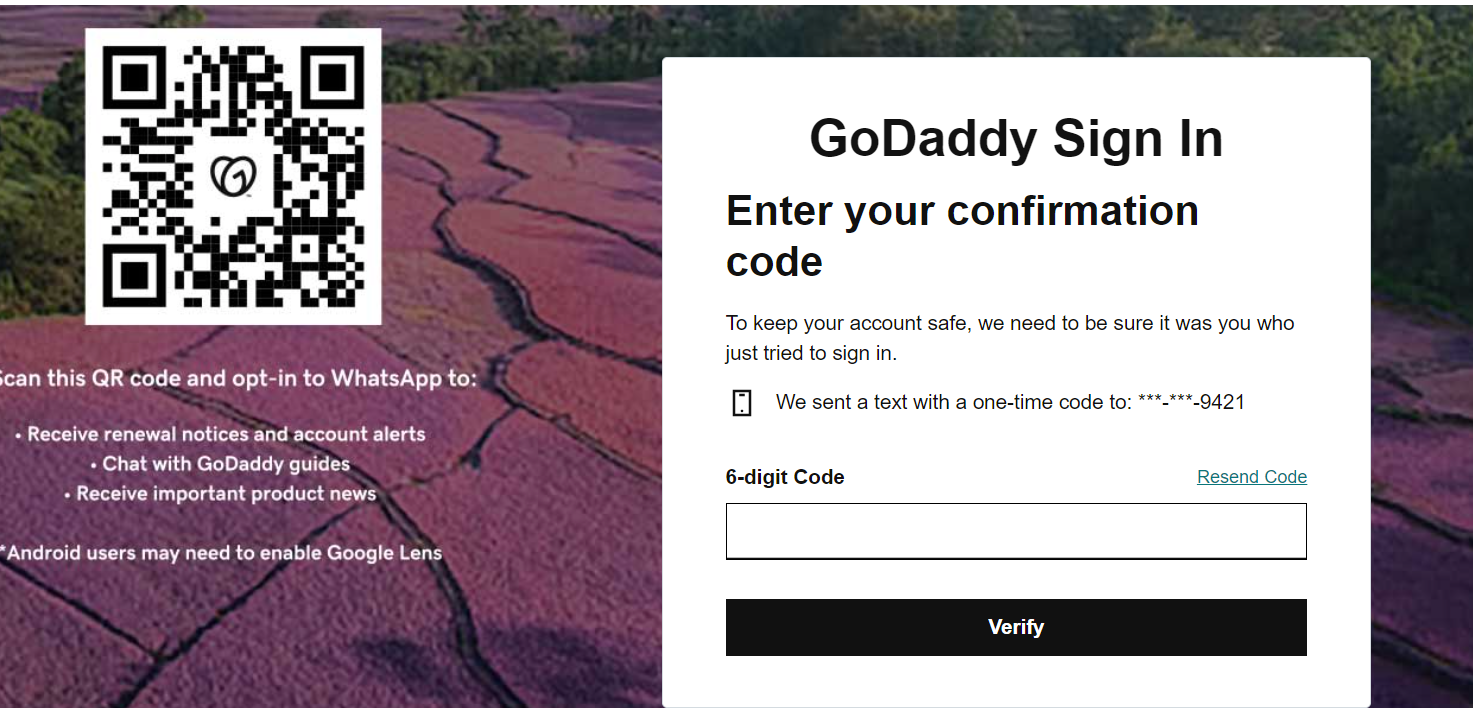 Scan this QR code and opt-in to WhatsApp to:
• Receive renewal notices and account alerts
• Chat with GoDaddy guides
• Receive important product news
*Android users may need to enable Google Lens
GoDaddy Sign In
Enter your confirmation
code
To keep your account safe, we need to be sure it was you who
just tried to sign in.
We sent a text with a one-time code to: ***-***-9421
6-digit Code
Resend Code
Verify